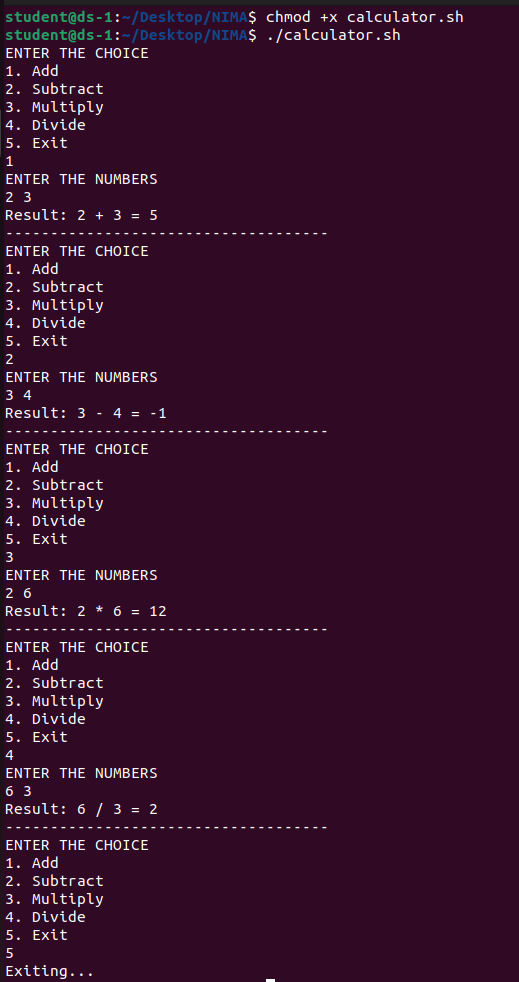 student@ds-1:~/Desktop/NIMA$ chmod +x calculator.sh
student@ds-1:~/Desktop/NIMA$ ./calculator.sh
ENTER THE CHOICE
1. Add
2. Subtract
3. Multiply
4. Divide
5. Exit
1
ENTER THE NUMBERS
2 3
Result: 2 + 3 = 5
------------------------------------
ENTER THE CHOICE
1. Add
2. Subtract
3. Multiply
4. Divide
5. Exit
2
ENTER THE NUMBERS
3 4
Result: 3 - 4 = -1
------------------------------------
ENTER THE CHOICE
1. Add
2. Subtract
3. Multiply
4. Divide
5. Exit
3
ENTER THE NUMBERS
2 6
Result: 2 * 6 = 12
------------------------------------
ENTER THE CHOICE
1. Add
2. Subtract
3. Multiply
4. Divide
5. Exit
4
ENTER THE NUMBERS
6 3
Result: 6 / 3 = 2
------------------------------------
ENTER THE CHOICE
1. Add
2. Subtract
3. Multiply
4. Divide
5. Exit
5
Exiting...